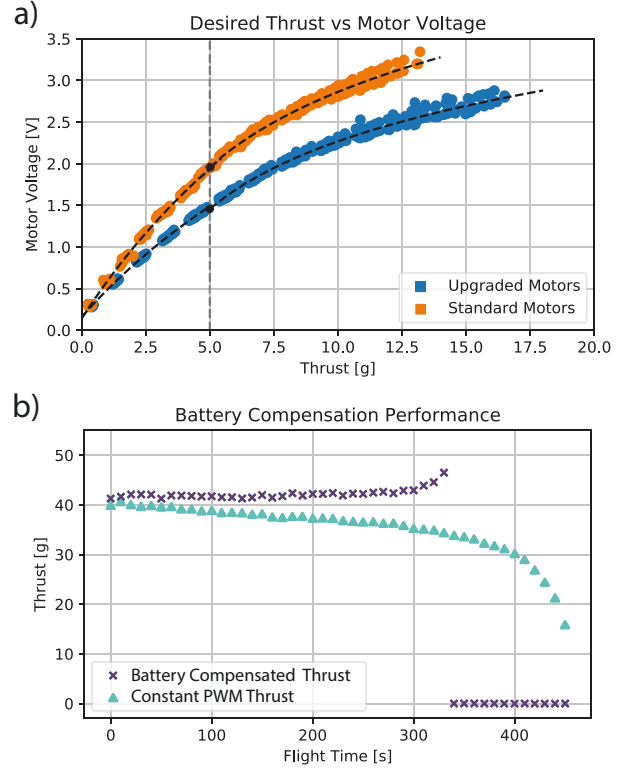 a)
Desired Thrust vs Motor Voltage
3.5
3.0
2.5
2.0
1.5
1.0
0.5
0.0
Motor Voltage [V]
Upgraded Motors
Standard Motors
0.0 2.5 5.0 7.5 10.0 12.5 15.0 17.5 20.0
Thrust [g]
b)
Battery Compensation Performance
50
40
30
20
10
0
Thrust [g]
Battery Compensated Thrust
Constant PWM Thrust
0 100 200 300 400
Flight Time [s]